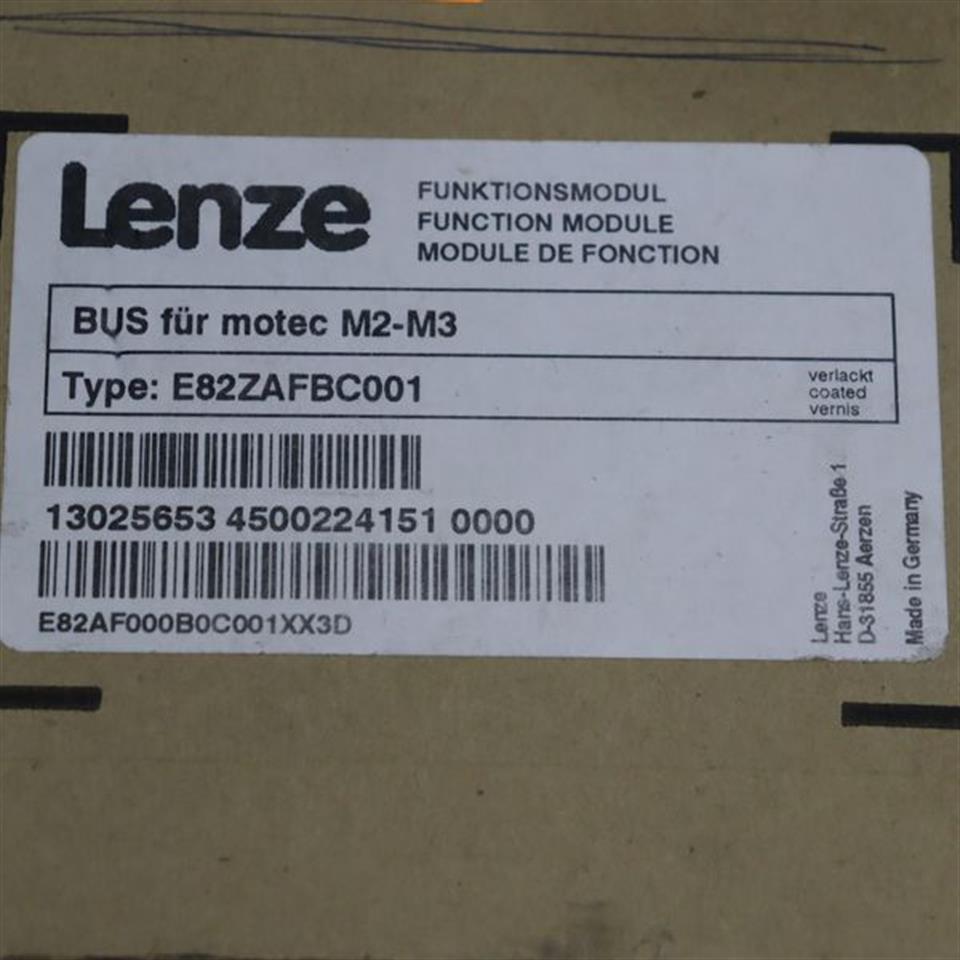 Lenze
FUNKTIONSMODUL
FUNCTION MODULE
MODULE DE FONCTION
BUS für motec M2-M3
Type: E82ZAFBC001
verlackt
coated
vernis
13025653 4500224151 0000
E82AF000B0C001XX3D
Lenze
Hans-Lenze-Straße 1
D-31855 Aerzen
Made in Germany